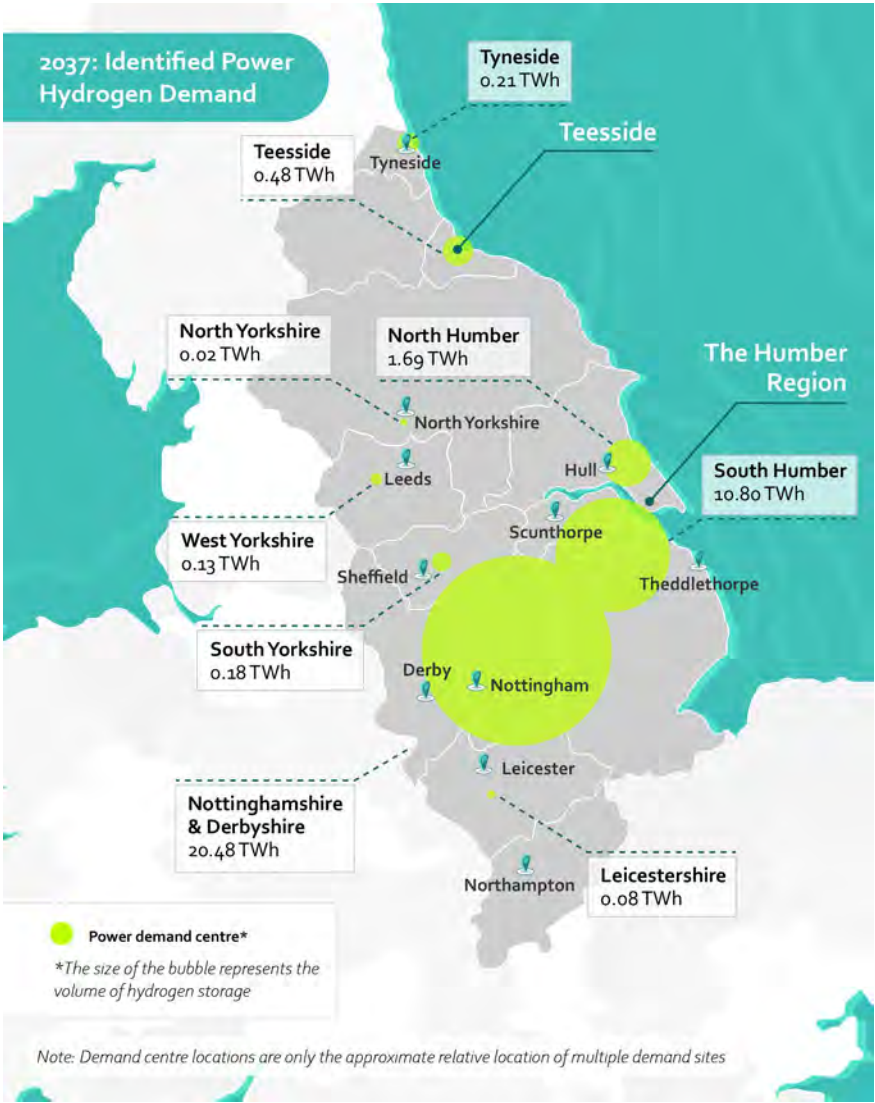 2037: Identified Power
Hydrogen Demand
Tyneside
0.21 TWh
Teesside
Teesside
0.48 TWh
Tyneside
North Yorkshire
0.02 TWh
North Humber
1.69 TWh
The Humber
Region
North Yorkshire
Leeds
Hull
South Humber
10.80 TWh
Scunthorpe
West Yorkshire
0.13 TWh
Sheffield
Theddlethorpe
South Yorkshire
0.18 TWh
Derby
Nottingham
Leicester
Nottinghamshire
& Derbyshire
20.48 TWh
Northampton
Leicestershire
0.08 TWh
Power demand centre*
*The size of the bubble represents the
volume of hydrogen storage
Note: Demand centre locations are only the approximate relative location of multiple demand sites